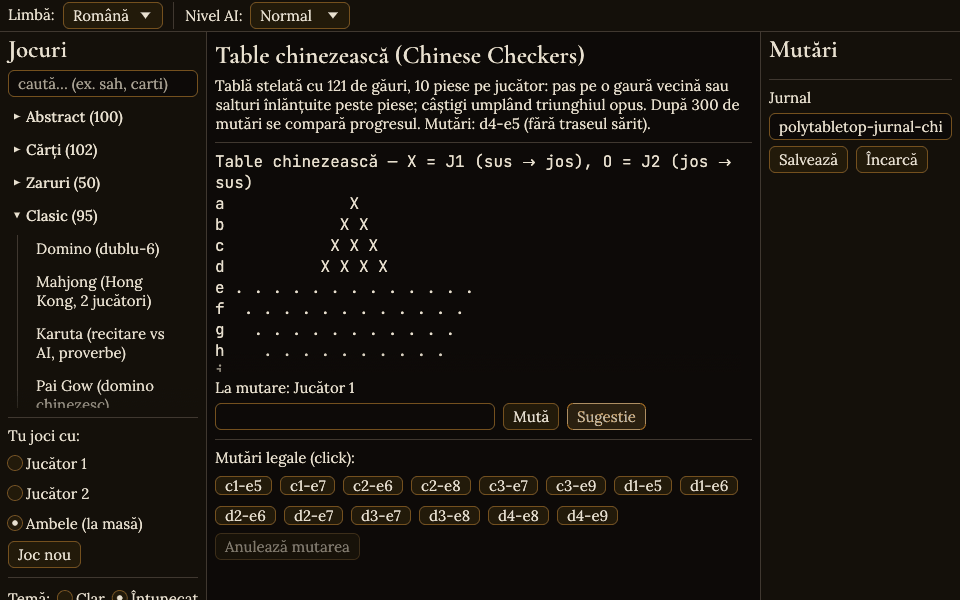 Limbă: Română ▼ Nivel AI: Normal ▼
Jocuri
caută... (ex. sah, carti)
▸ Abstract (100)
▸ Cărți (102)
▸ Zaruri (50)
▾ Clasic (95)
Domino (dublu-6)
Mahjong (Hong
Kong, 2 jucători)
Karuta (recitare vs
AI, proverbe)
Pai Gow (domino
chinezesc)
Tu joci cu:
Jucător 1
Jucător 2
Ambele (la masă)
Joc nou
Temă: Clar Întunecat
Table chinezească (Chinese Checkers)
Tablă stelată cu 121 de găuri, 10 piese pe jucător: pas pe o gaură vecină sau
salturi înlănțuite peste piese; câștigi umplând triunghiul opus. După 300 de
mutări se compară progresul. Mutări: d4-e5 (fără traseul sărit).
Table chinezească — X = J1 (sus → jos), O = J2 (jos →
sus)
a X
b X X
c X X X
d X X X X
e . . . . . . . . . . . . .
f . . . . . . . . . . . .
g . . . . . . . . . . .
h . . . . . . . . . .
La mutare: Jucător 1
Mută Sugestie
Mutări legale (click):
c1-e5 c1-e7 c2-e6 c2-e8 c3-e7 c3-e9 d1-e5 d1-e6
d2-e6 d2-e7 d3-e7 d3-e8 d4-e8 d4-e9
Anulează mutarea
Mutări
Jurnal
polytabletop-jurnal-chi
Salvează Încarcă